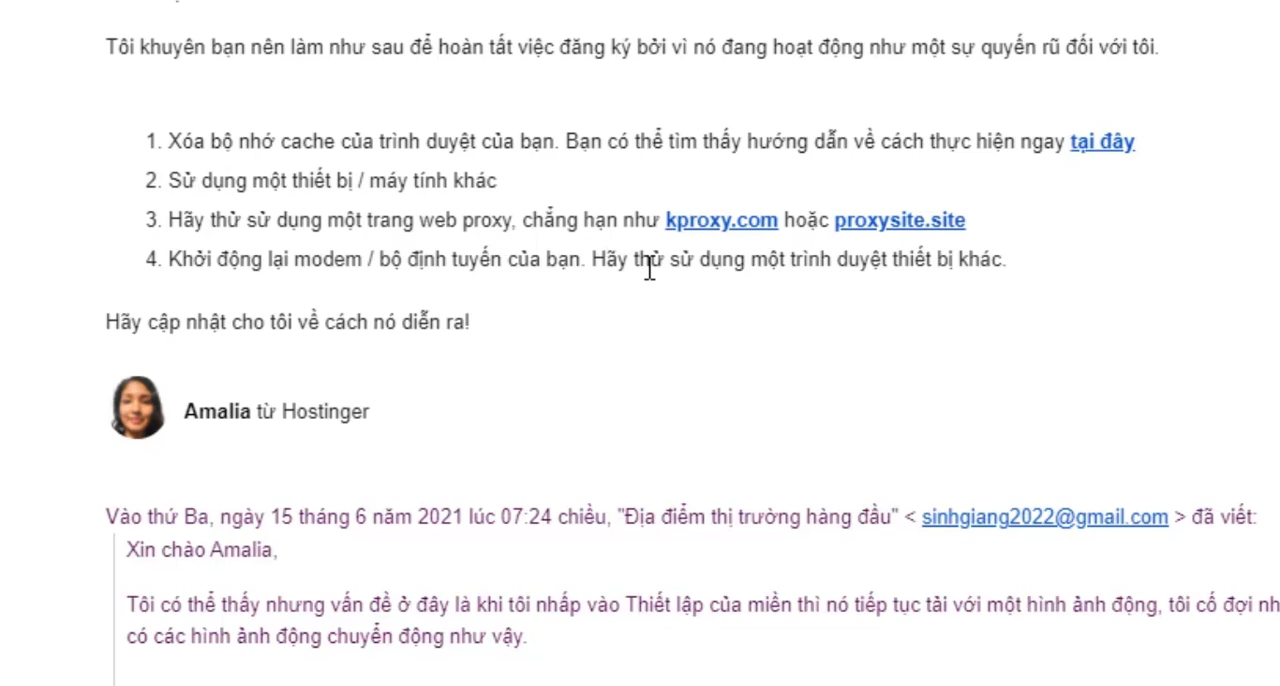 Tôi khuyên bạn nên làm như sau để hoàn tất việc đăng ký bởi vì nó đang hoạt động như một sự quyến rũ đối với tôi.
1. Xóa bộ nhớ cache của trình duyệt của bạn. Bạn có thể tìm thấy hướng dẫn về cách thực hiện ngay tại đây
2. Sử dụng một thiết bị / máy tính khác
3. Hãy thử sử dụng một trang web proxy, chẳng hạn như kproxy.com hoặc proxysite.site
4. Khởi động lại modem / bộ định tuyến của bạn. Hãy thử sử dụng một trình duyệt thiết bị khác.
Hãy cập nhật cho tôi về cách nó diễn ra!
Amalia từ Hostinger
Vào thứ Ba, ngày 15 tháng 6 năm 2021 lúc 07:24 chiều, "Địa điểm thị trường hàng đầu" < sinhgiang2022@gmail.com > đã viết:
Xin chào Amalia,
Tôi có thể thấy nhưng vấn đề ở đây là khi tôi nhấp vào Thiết lập của miền thì nó tiếp tục tải với một hình ảnh động, tôi cố đợi
có các hình ảnh động chuyển động như vậy.